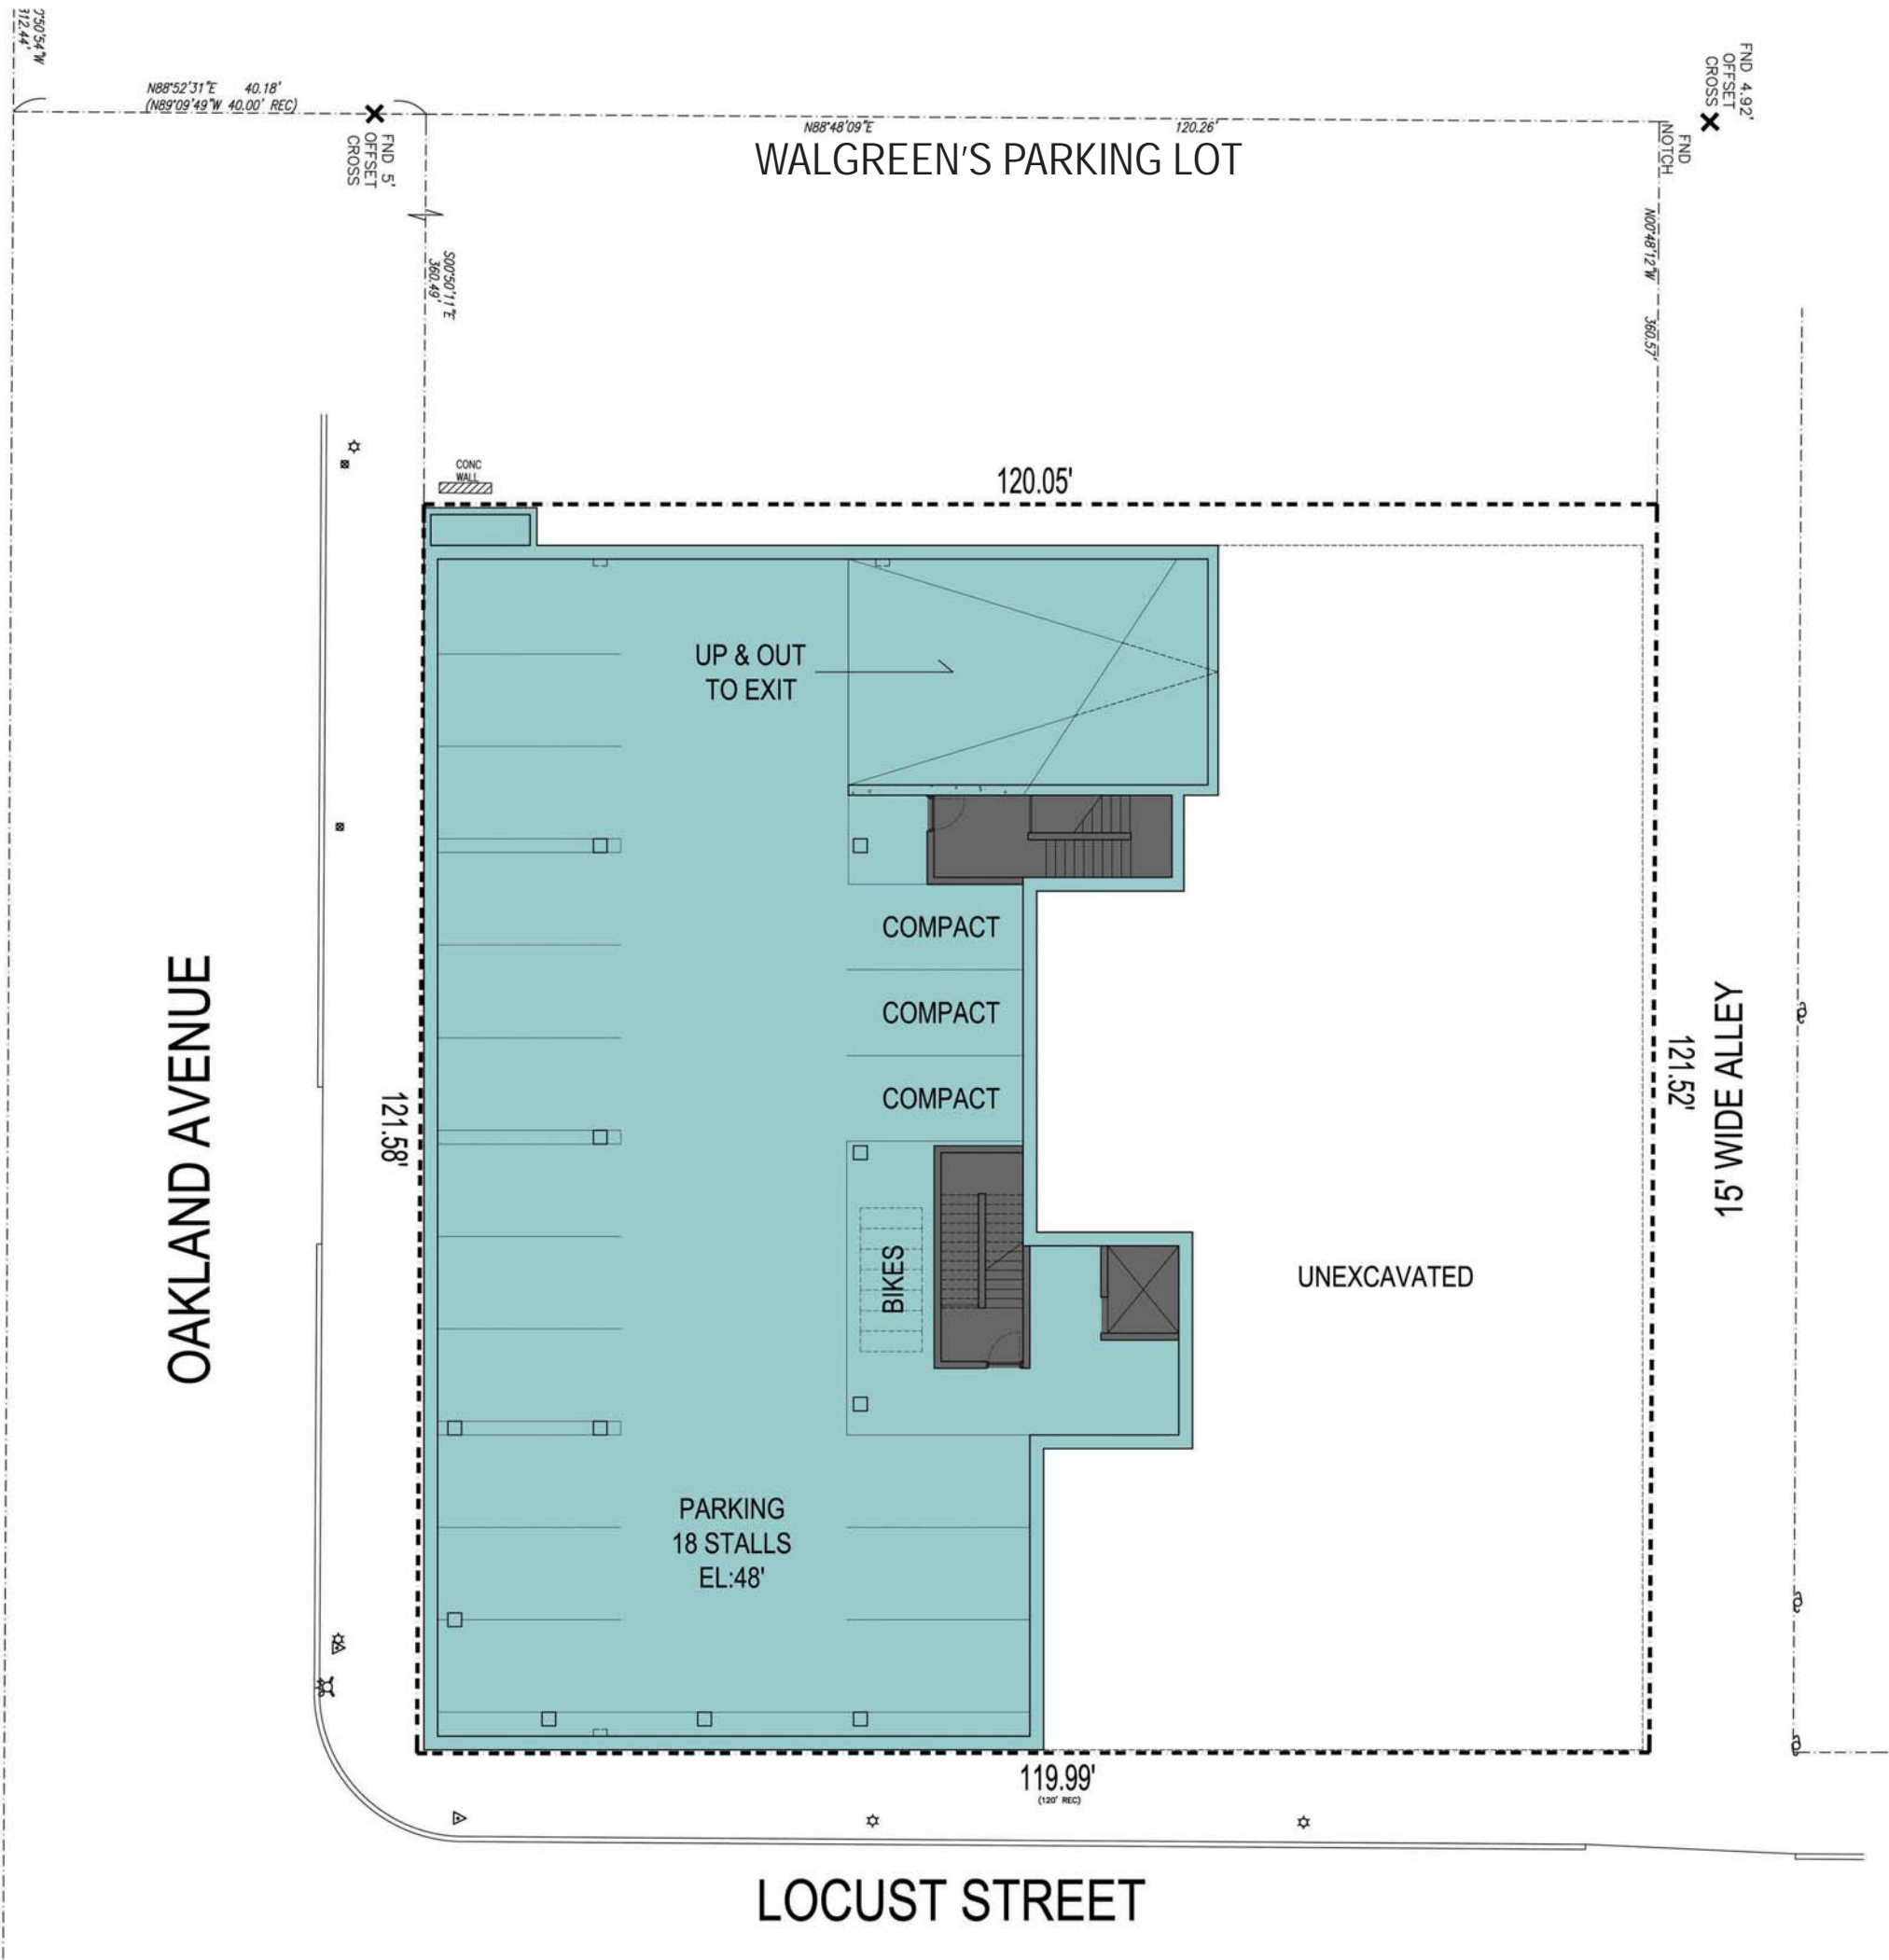 312.44'
N88°52'31"E 40.18'
(N89°09'49"W 40.00' REC)
FND 5'
OFFSET
CROSS
N88°48'09"E 120.26'
WALGREEN'S PARKING LOT
FND 4.92'
OFFSET
CROSS
FND
NOTCH
S00°50'11"E
360.49'
N00°48'12"W 360.57'
CONC
WALL
120.05'
UP & OUT
TO EXIT
COMPACT
COMPACT
COMPACT
OAKLAND AVENUE
121.58'
BIKES
UNEXCAVATED
121.52'
15' WIDE ALLEY
PARKING
18 STALLS
EL:48'
119.99'
(120' REC)
LOCUST STREET